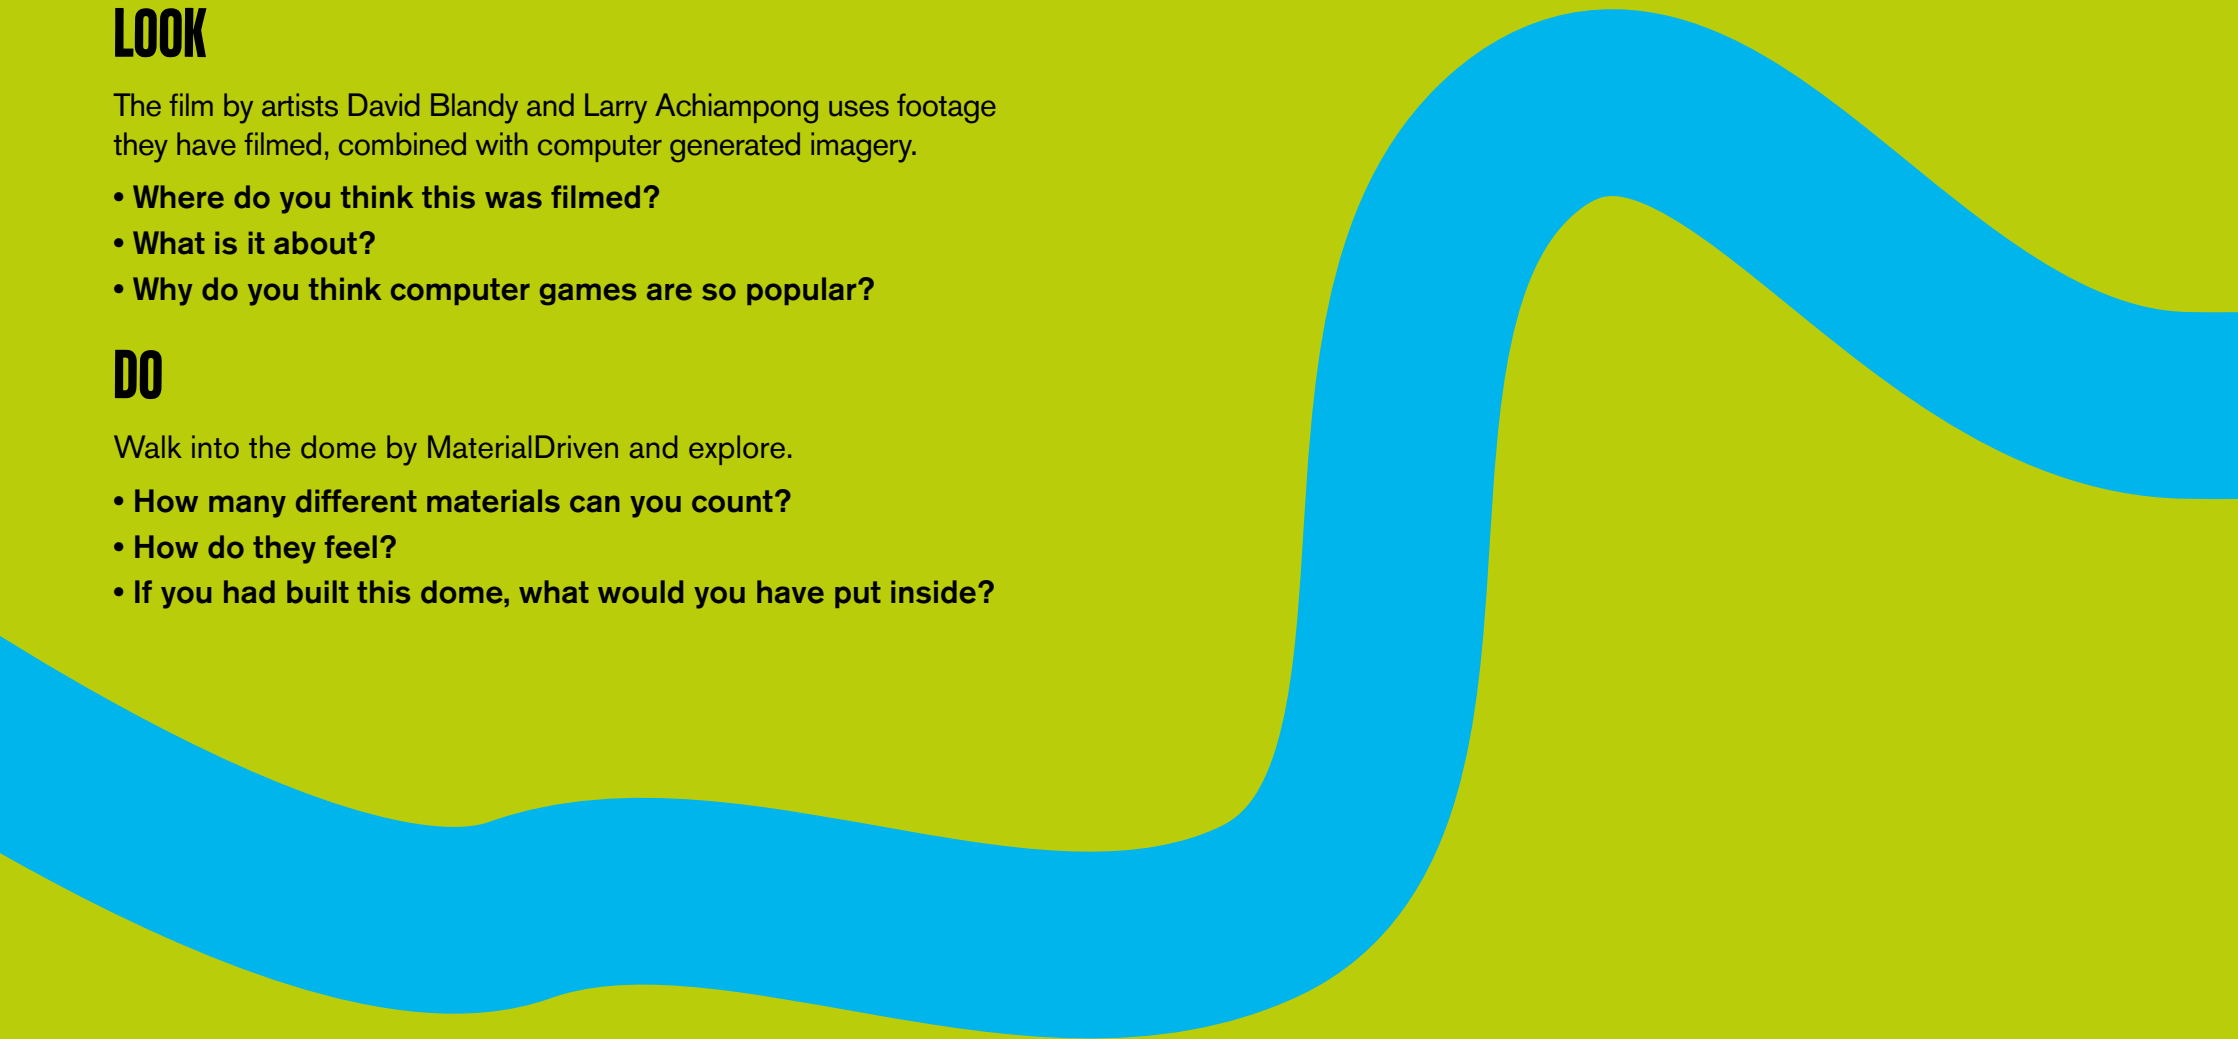 LOOK
The film by artists David Blandy and Larry Achiampong uses footage
they have filmed, combined with computer generated imagery.
• Where do you think this was filmed?
• What is it about?
• Why do you think computer games are so popular?
DO
Walk into the dome by MaterialDriven and explore.
• How many different materials can you count?
• How do they feel?
• If you had built this dome, what would you have put inside?